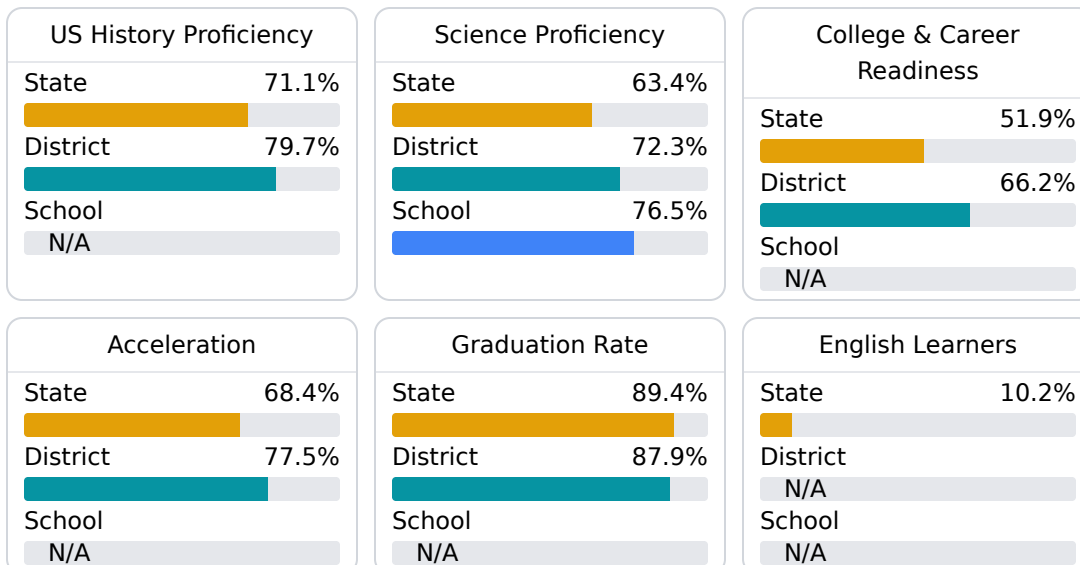 US History Proficiency
State 71.1%
District 79.7%
School
N/A
Science Proficiency
State 63.4%
District 72.3%
School 76.5%
College & Career
Readiness
State 51.9%
District 66.2%
School
N/A
Acceleration
State 68.4%
District 77.5%
School
N/A
Graduation Rate
State 89.4%
District 87.9%
School
N/A
English Learners
State 10.2%
District
N/A
School
N/A